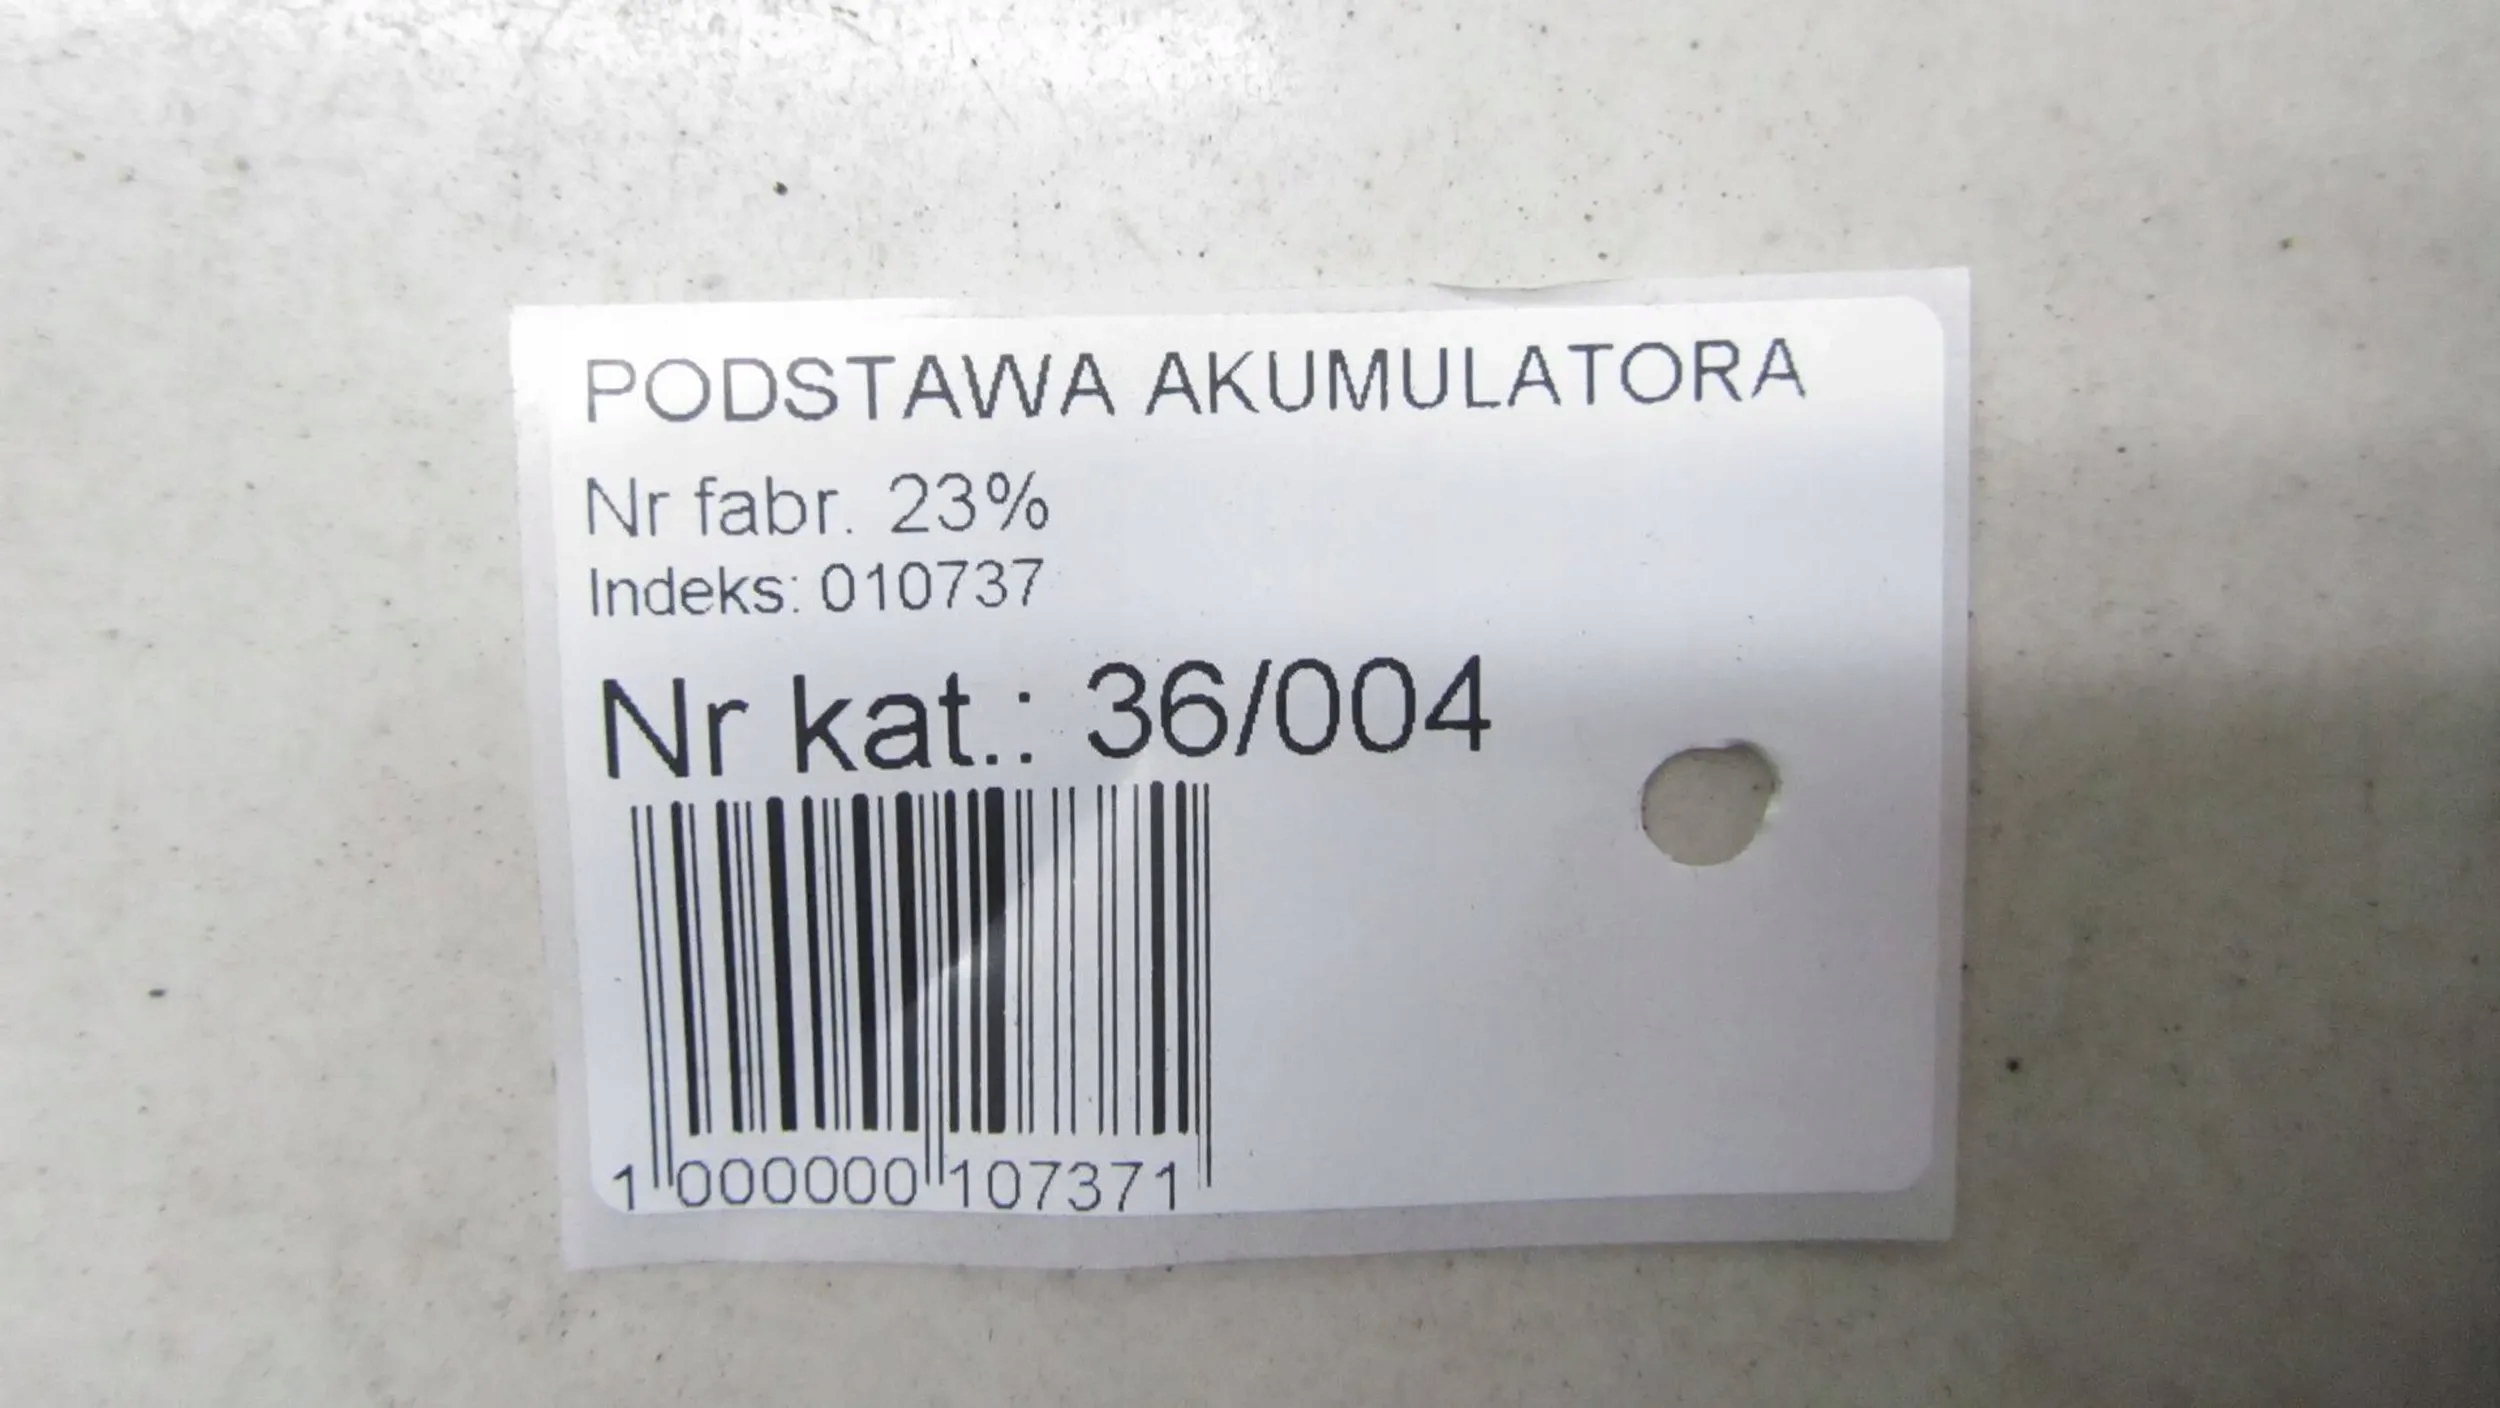 PODSTAWA AKUMULATORA
Nr fabr. 23%
Indeks: 010737
Nr kat.: 36/004
1 000000 107371